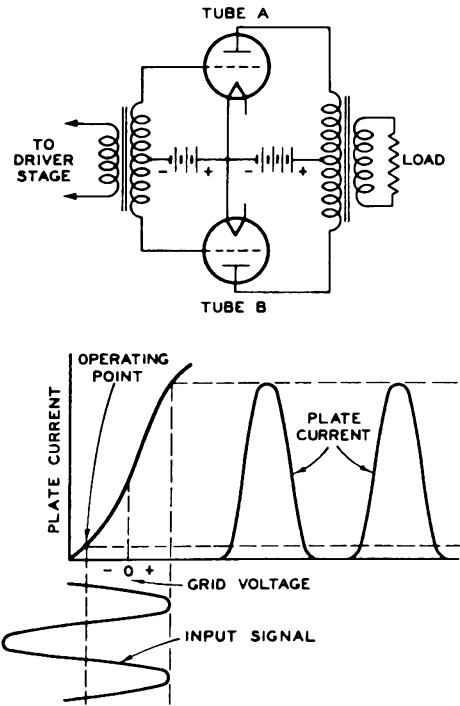 TUBE A
TO
DRIVER
STAGE
- + - +
LOAD
TUBE B
OPERATING
POINT
PLATE CURRENT
PLATE
CURRENT
- 0 +
GRID VOLTAGE
INPUT SIGNAL